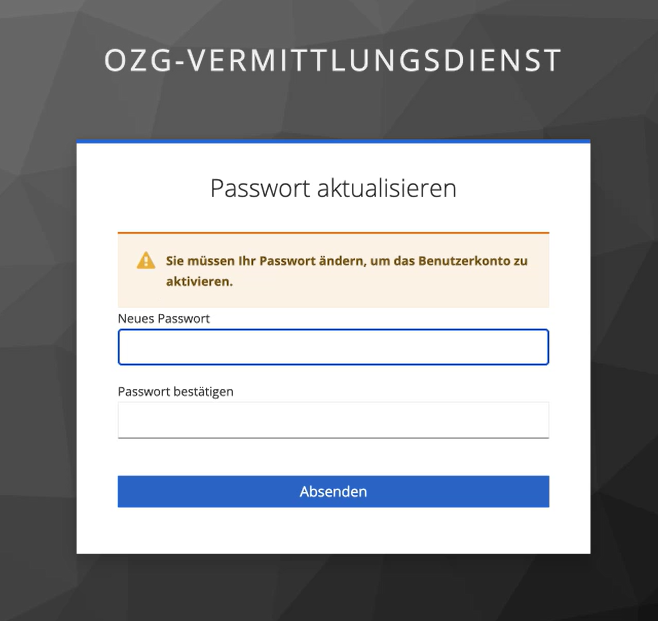 OZG-VERMITTLUNGSDIENST
Passwort aktualisieren
Sie müssen Ihr Passwort ändern, um das Benutzerkonto zu
aktivieren.
Neues Passwort
Passwort bestätigen
Absenden